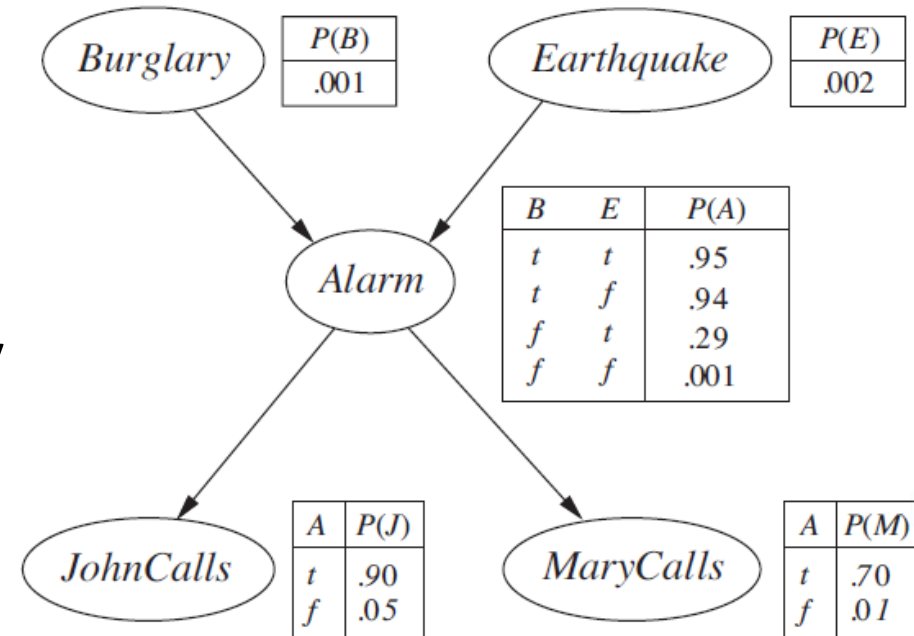 Burglary
P(B)
.001
Earthquake
P(E)
.002
B E P(A)
t t .95
t f .94
f t .29
f f .001
Alarm
JohnCalls
A P(J)
t .90
f .05
MaryCalls
A P(M)
t .70
f .01